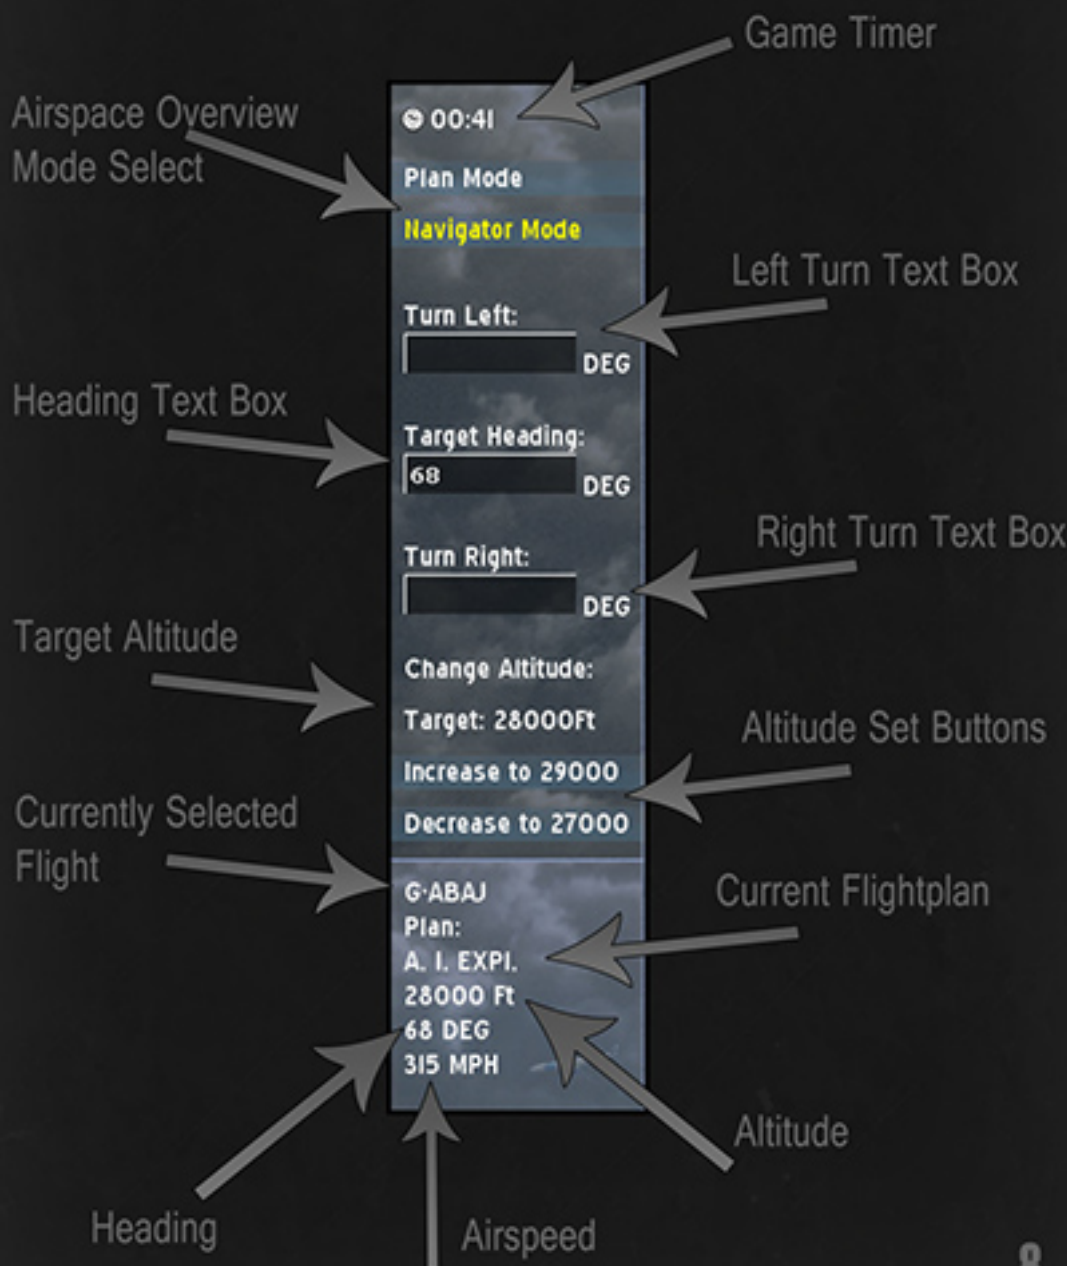 Game Timer
Airspace Overview
Mode Select
00:41
Plan Mode
Navigator Mode
Left Turn Text Box
Turn Left:
DEG
Heading Text Box
Target Heading:
68
DEG
Right Turn Text Box
Turn Right:
DEG
Target Altitude
Change Altitude:
Target: 28000Ft
Altitude Set Buttons
Increase to 29000
Decrease to 27000
Currently Selected
Flight
G-ABAJ
Plan:
Current Flightplan
A. I. EXPI.
28000 Ft
68 DEG
315 MPH
Altitude
Heading
Airspeed